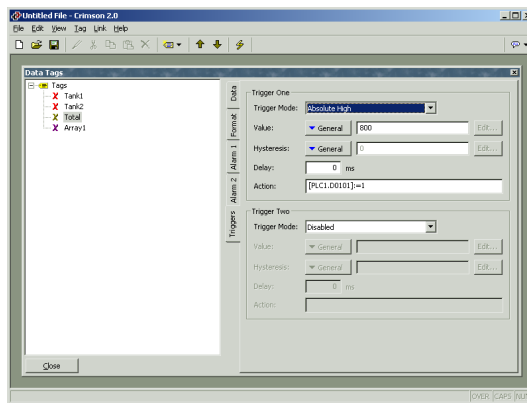 Untitled File - Crimson 2.0
File Edit View Tag Link Help
Data Tags
Tags
Tank1
Tank2
Total
Array1
Data
Format
Alarm 1
Alarm 2
Triggers
Trigger One
Trigger Mode: Absolute High
Value: General 800 Edit...
Hysteresis: General 0 Edit...
Delay: 0 ms
Action: [PLC1.D0101]:=1
Trigger Two
Trigger Mode: Disabled
Value: General Edit...
Hysteresis: General Edit...
Delay: 0 ms
Action:
Close
OVER CAPS NU